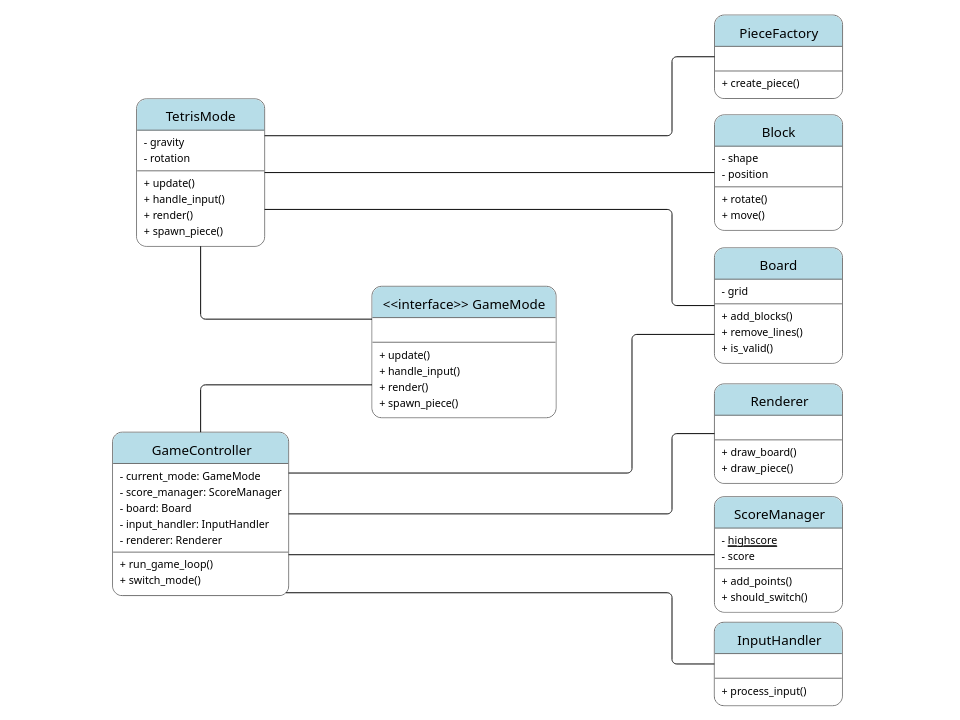 PieceFactory
+ create_piece()
TetrisMode
- gravity
- rotation
+ update()
+ handle_input()
+ render()
+ spawn_piece()
Block
- shape
- position
+ rotate()
+ move()
Board
- grid
+ add_blocks()
+ remove_lines()
+ is_valid()
<<interface>> GameMode
+ update()
+ handle_input()
+ render()
+ spawn_piece()
Renderer
+ draw_board()
+ draw_piece()
GameController
- current_mode: GameMode
- score_manager: ScoreManager
- board: Board
- input_handler: InputHandler
- renderer: Renderer
+ run_game_loop()
+ switch_mode()
ScoreManager
- highscore
- score
+ add_points()
+ should_switch()
InputHandler
+ process_input()